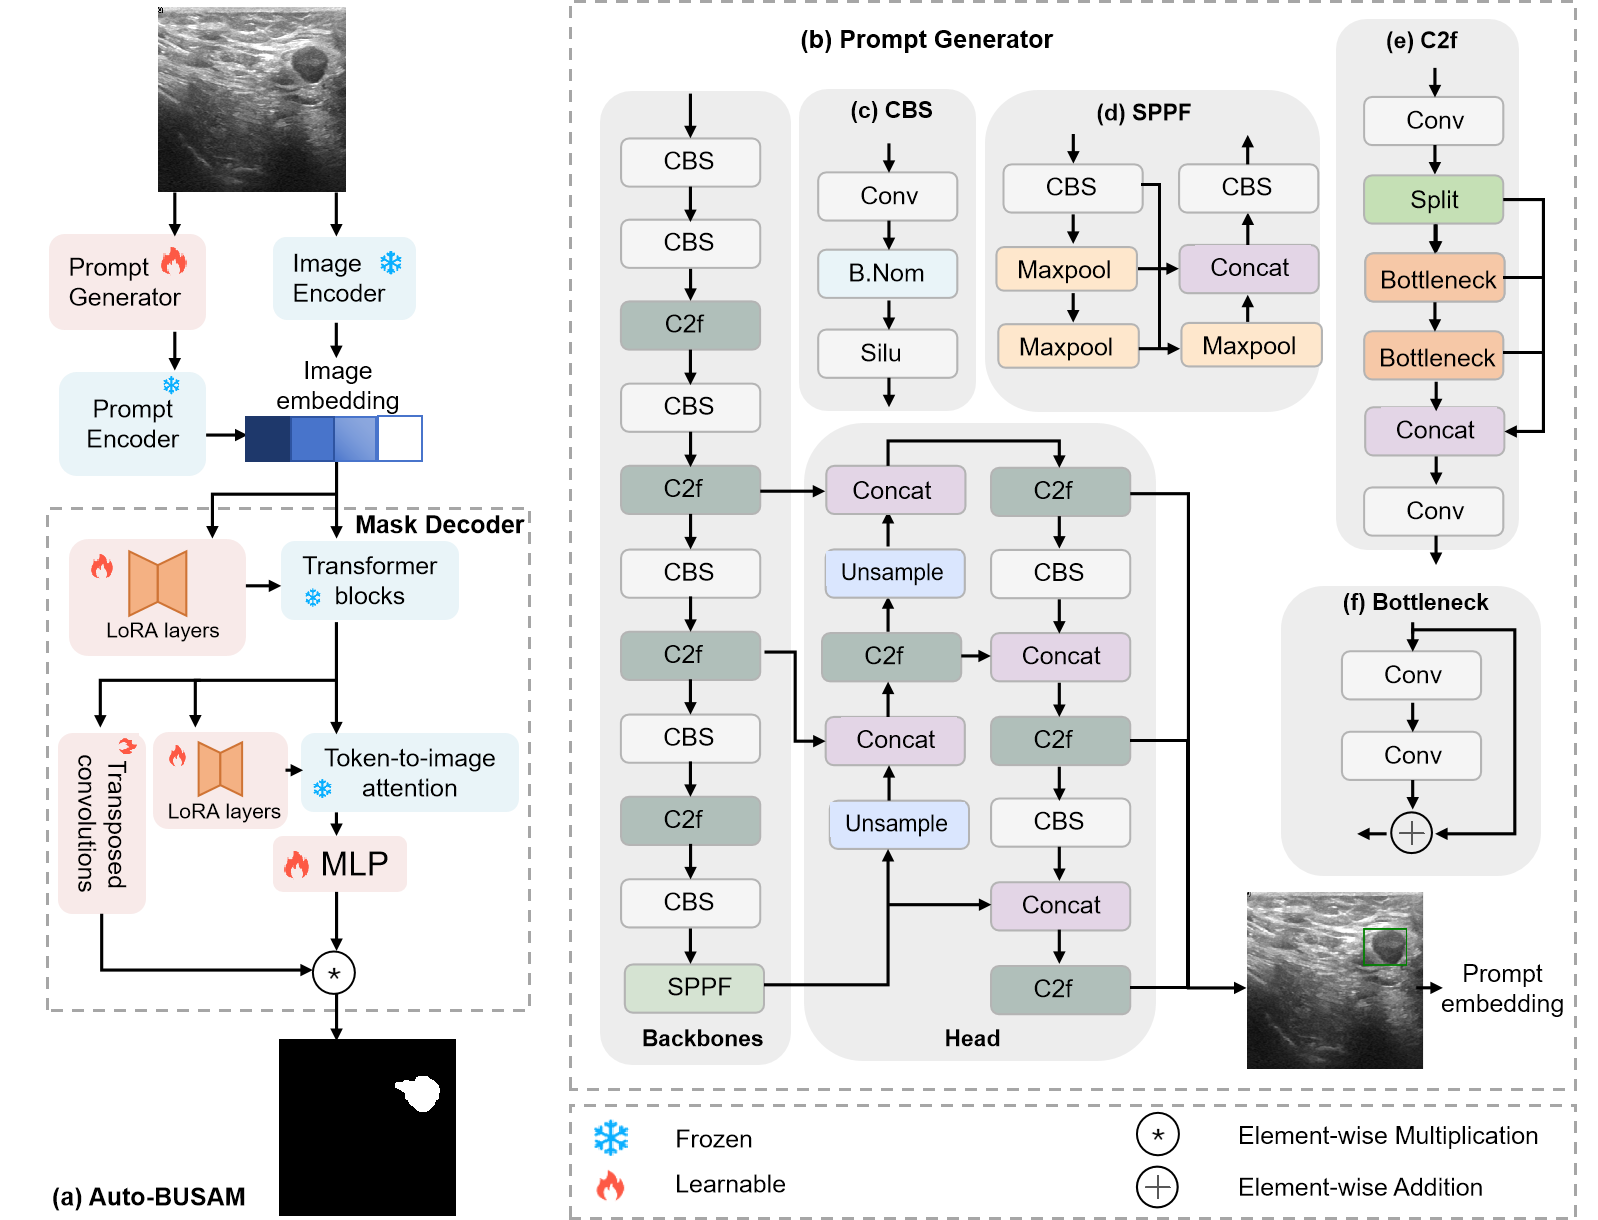 Prompt
Generator
Image
Encoder
Prompt
Encoder
Image
embedding
Mask Decoder
LoRA layers
Transformer
blocks
Transposed
convolutions
LoRA layers
Token-to-image
attention
MLP
*
(a) Auto-BUSAM
(b) Prompt Generator
CBS
CBS
C2f
CBS
C2f
CBS
C2f
CBS
C2f
CBS
SPPF
Backbones
(c) CBS
Conv
B.Nom
Silu
(d) SPPF
CBS
CBS
Maxpool
Concat
Maxpool
Maxpool
(e) C2f
Conv
Split
Bottleneck
Bottleneck
Concat
Conv
Concat
C2f
Unsample
CBS
C2f
Concat
Concat
C2f
Unsample
CBS
Concat
C2f
Head
(f) Bottleneck
Conv
Conv
+
Prompt
embedding
Frozen
Learnable
* Element-wise Multiplication
+ Element-wise Addition